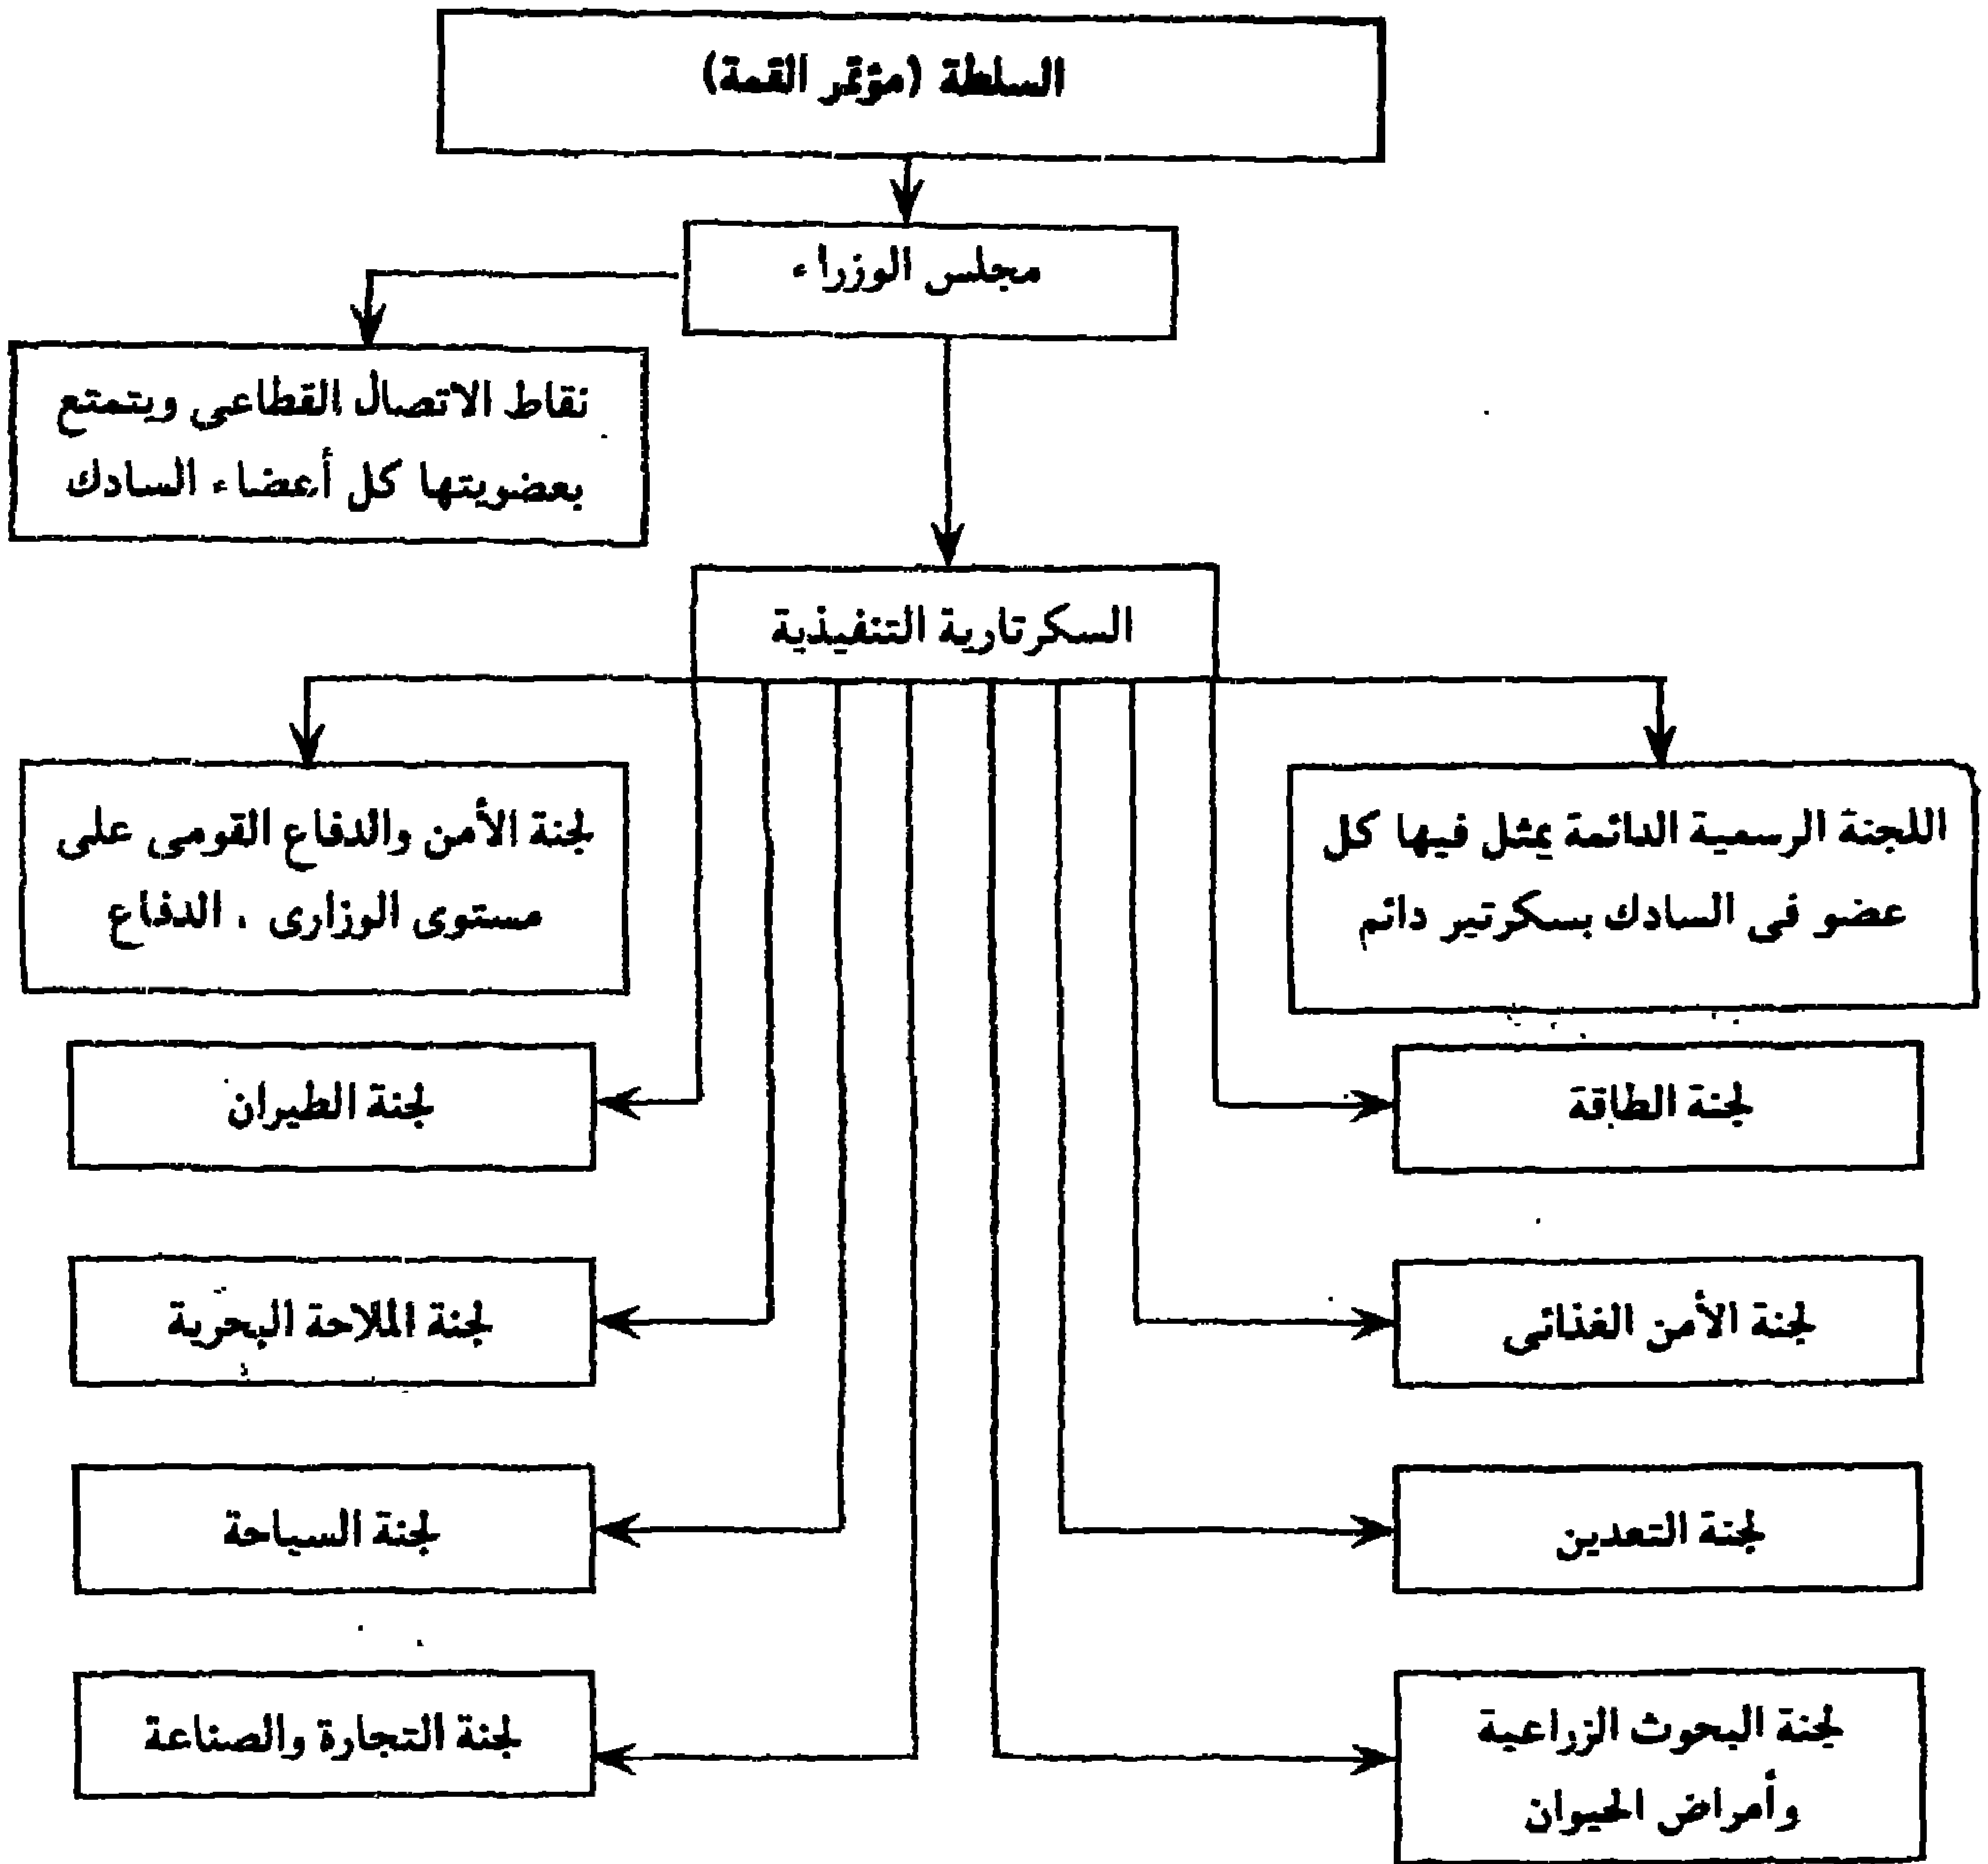 السلطة (مؤتمر القمة)
مجلس الوزراء
نقاط الاتصال القطاعى ويتمتع
بعضويتها كل أعضاء السادك
السكرتارية التنفيذية
اللجنة الرسمية الدائمة يمثل فيها كل
عضو فى السادك بسكرتير دائم
لجنة الأمن والدفاع القومى على
مستوى الوزارى . الدفاع
لجنة الطاقة
لجنة الطيران
لجنة الأمن الغذائى
لجنة الملاحة البحرية
لجنة التعدين
لجنة السياحة
لجنة البحوث الزراعية
وأمراض الحيوان
لجنة التجارة والصناعة